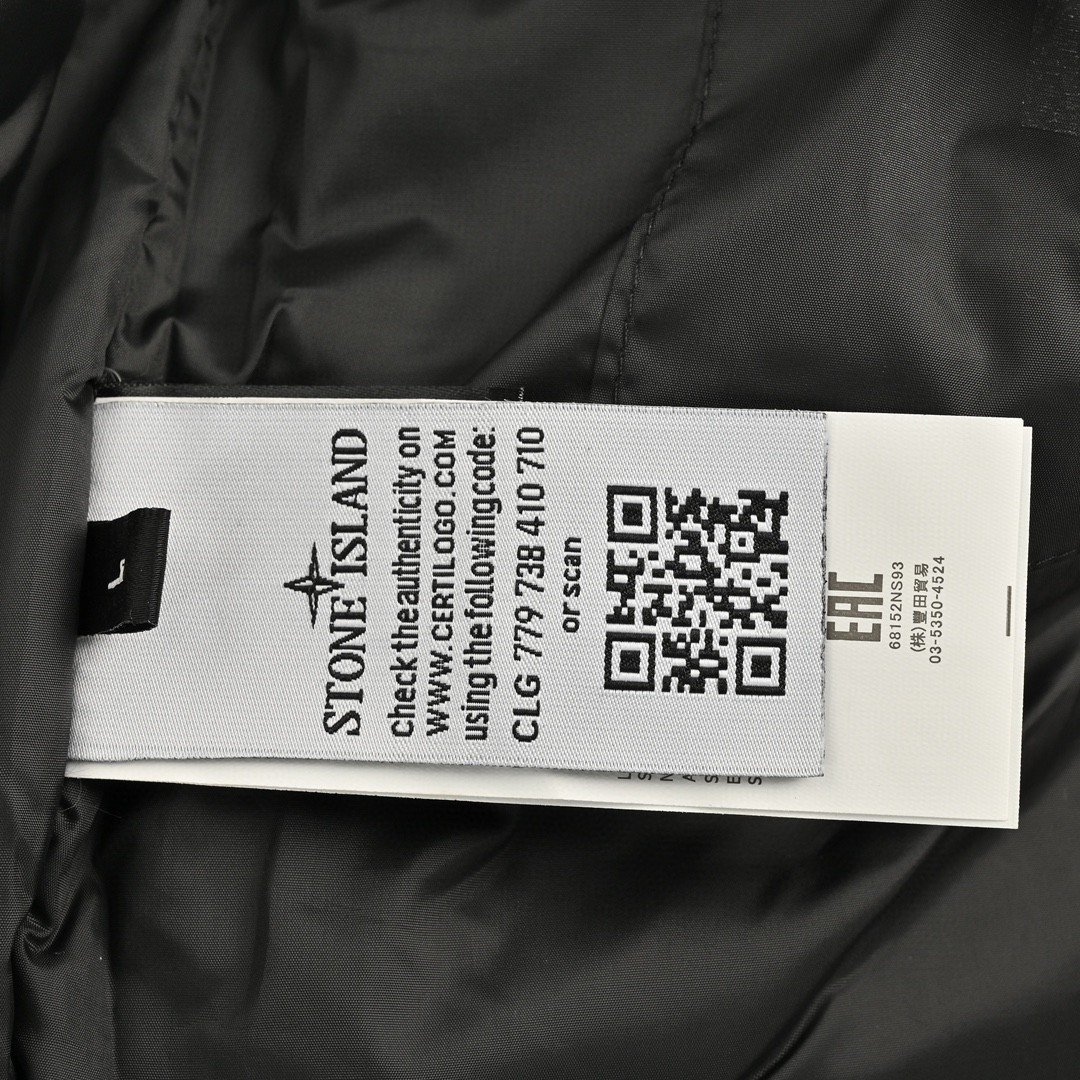 L
STONE ISLAND
Check the authenticity on
WWW.CERTILOGO.COM
using the following code:
CLG 779 738 410 710
or scan
EAC
68152NS93
(株)豊田貿易
03-5350-4524